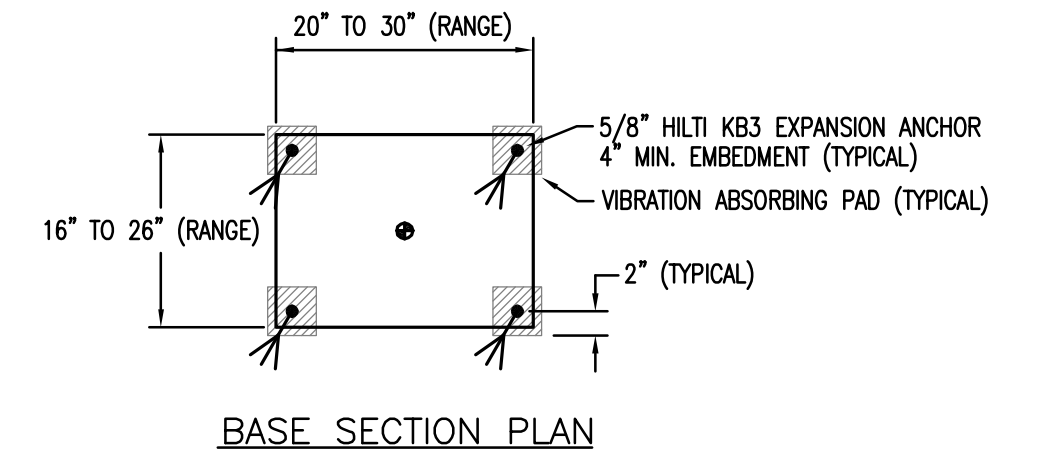 20" TO 30" (RANGE)
5/8" HILTI KB3 EXPANSION ANCHOR
4" MIN. EMBEDMENT (TYPICAL)
VIBRATION ABSORBING PAD (TYPICAL)
16" TO 26" (RANGE)
2" (TYPICAL)
BASE SECTION PLAN